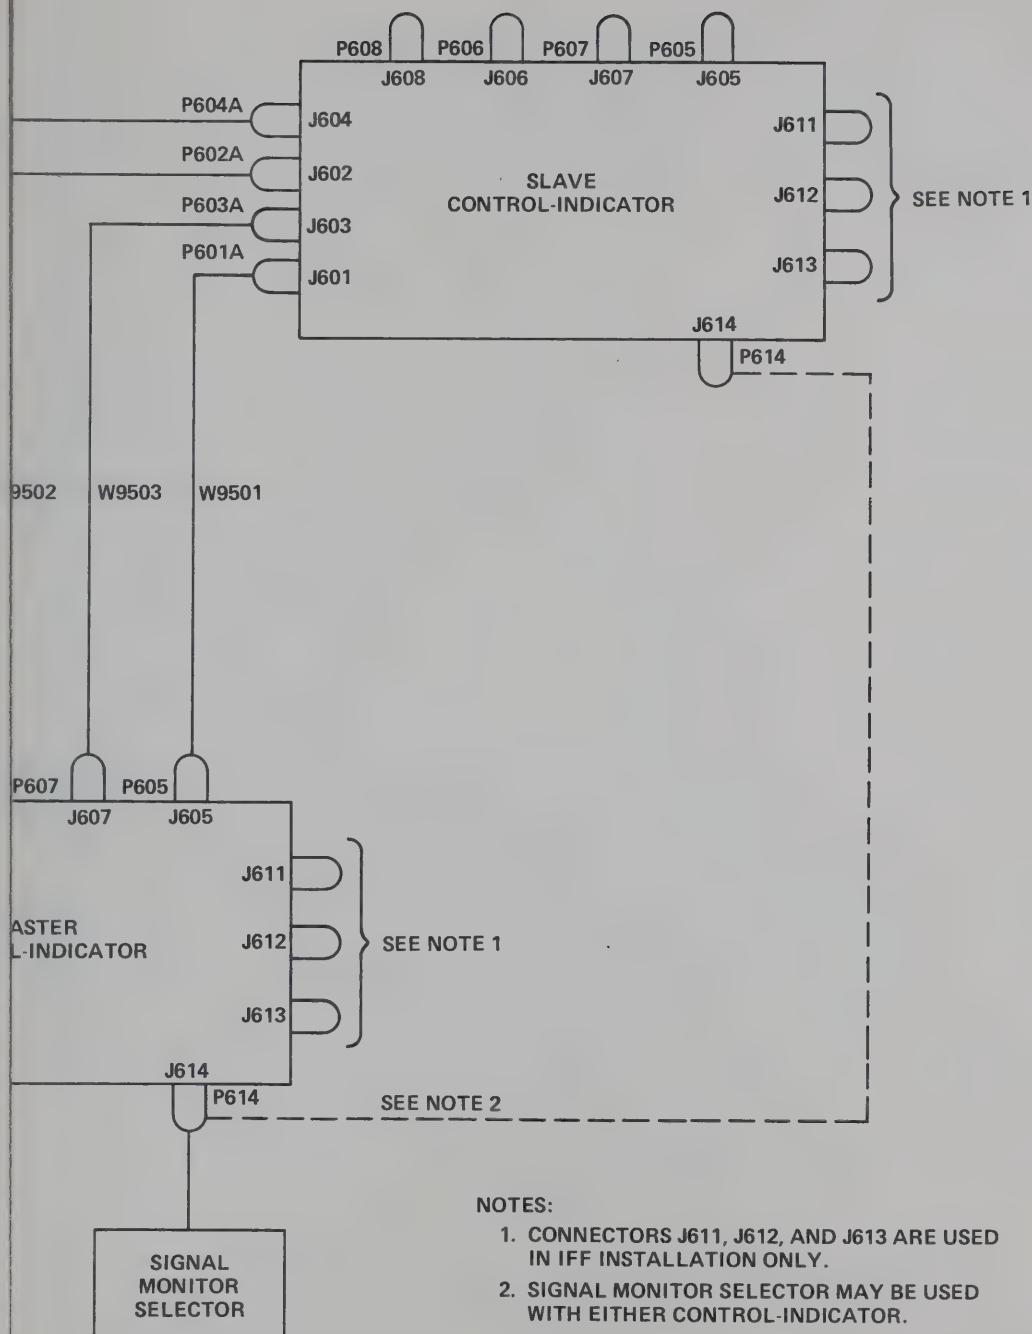 P608 P606 P607 P605
J608 J606 J607 J605
P604A
J604
P602A
J602
P603A
J603
P601A
J601
SLAVE
CONTROL-INDICATOR
J611
J612
J613
SEE NOTE 1
J614
P614
9502 W9503 W9501
P607 P605
J607 J605
J611
J612
J613
ASTER
L-INDICATOR
SEE NOTE 1
J614
P614
SEE NOTE 2
SIGNAL
MONITOR
SELECTOR
NOTES:
1. CONNECTORS J611, J612, AND J613 ARE USED
IN IFF INSTALLATION ONLY.
2. SIGNAL MONITOR SELECTOR MAY BE USED
WITH EITHER CONTROL-INDICATOR.